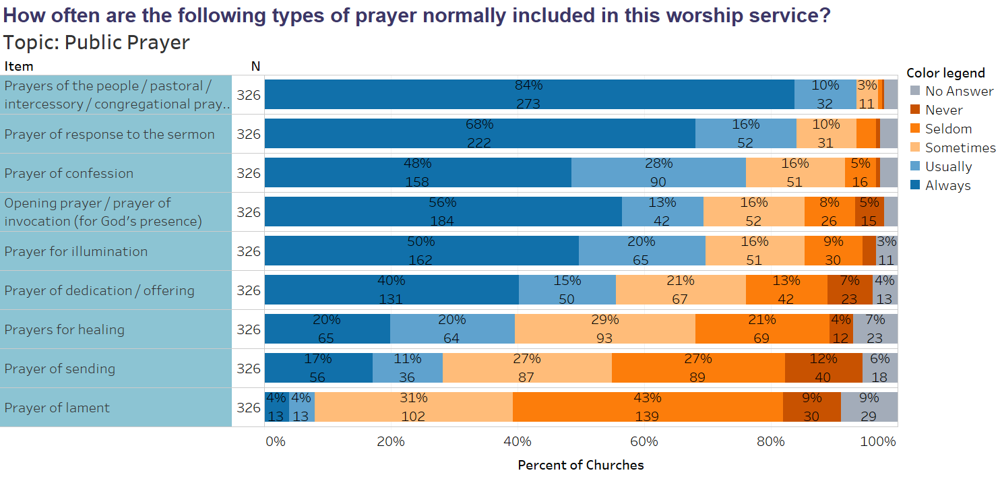 How often are the following types of prayer normally included in this worship service?
Topic: Public Prayer
Item N
Color legend
No Answer
Never
Seldom
Sometimes
Usually
Always
Prayers of the people / pastoral /
intercessory / congregational pray..
326
84% 10% 3%
273 32 11
Prayer of response to the sermon
326
68% 16% 10%
222 52 31
Prayer of confession
326
48% 28% 16% 5%
158 90 51 16
Opening prayer / prayer of
invocation (for God's presence)
326
56% 13% 16% 8% 5%
184 42 52 26 15
Prayer for illumination
326
50% 20% 16% 9% 3%
162 65 51 30 11
Prayer of dedication / offering
326
40% 15% 21% 13% 7% 4%
131 50 67 42 23 13
Prayers for healing
326
20% 20% 29% 21% 4% 7%
65 64 93 69 12 23
Prayer of sending
326
17% 11% 27% 27% 12% 6%
56 36 87 89 40 18
Prayer of lament
326
4% 4% 31% 43% 9% 9%
13 13 102 139 30 29
0% 20% 40% 60% 80% 100%
Percent of Churches